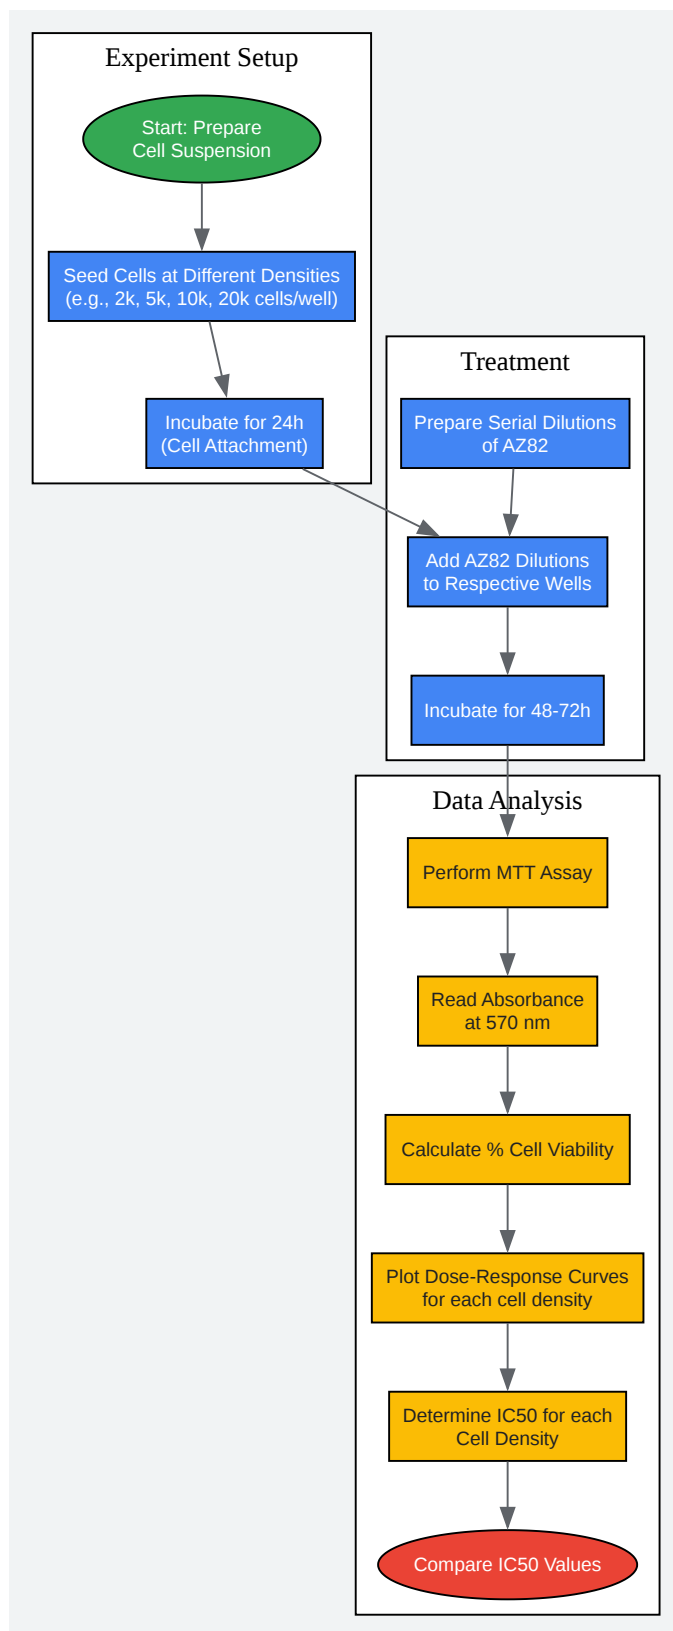 Experiment Setup
Start: Prepare
Cell Suspension
Seed Cells at Different Densities
(e.g., 2k, 5k, 10k, 20k cells/well)
Incubate for 24h
(Cell Attachment)
Treatment
Prepare Serial Dilutions
of AZ82
Add AZ82 Dilutions
to Respective Wells
Incubate for 48-72h
Data Analysis
Perform MTT Assay
Read Absorbance
at 570 nm
Calculate % Cell Viability
Plot Dose-Response Curves
for each cell density
Determine IC50 for each
Cell Density
Compare IC50 Values